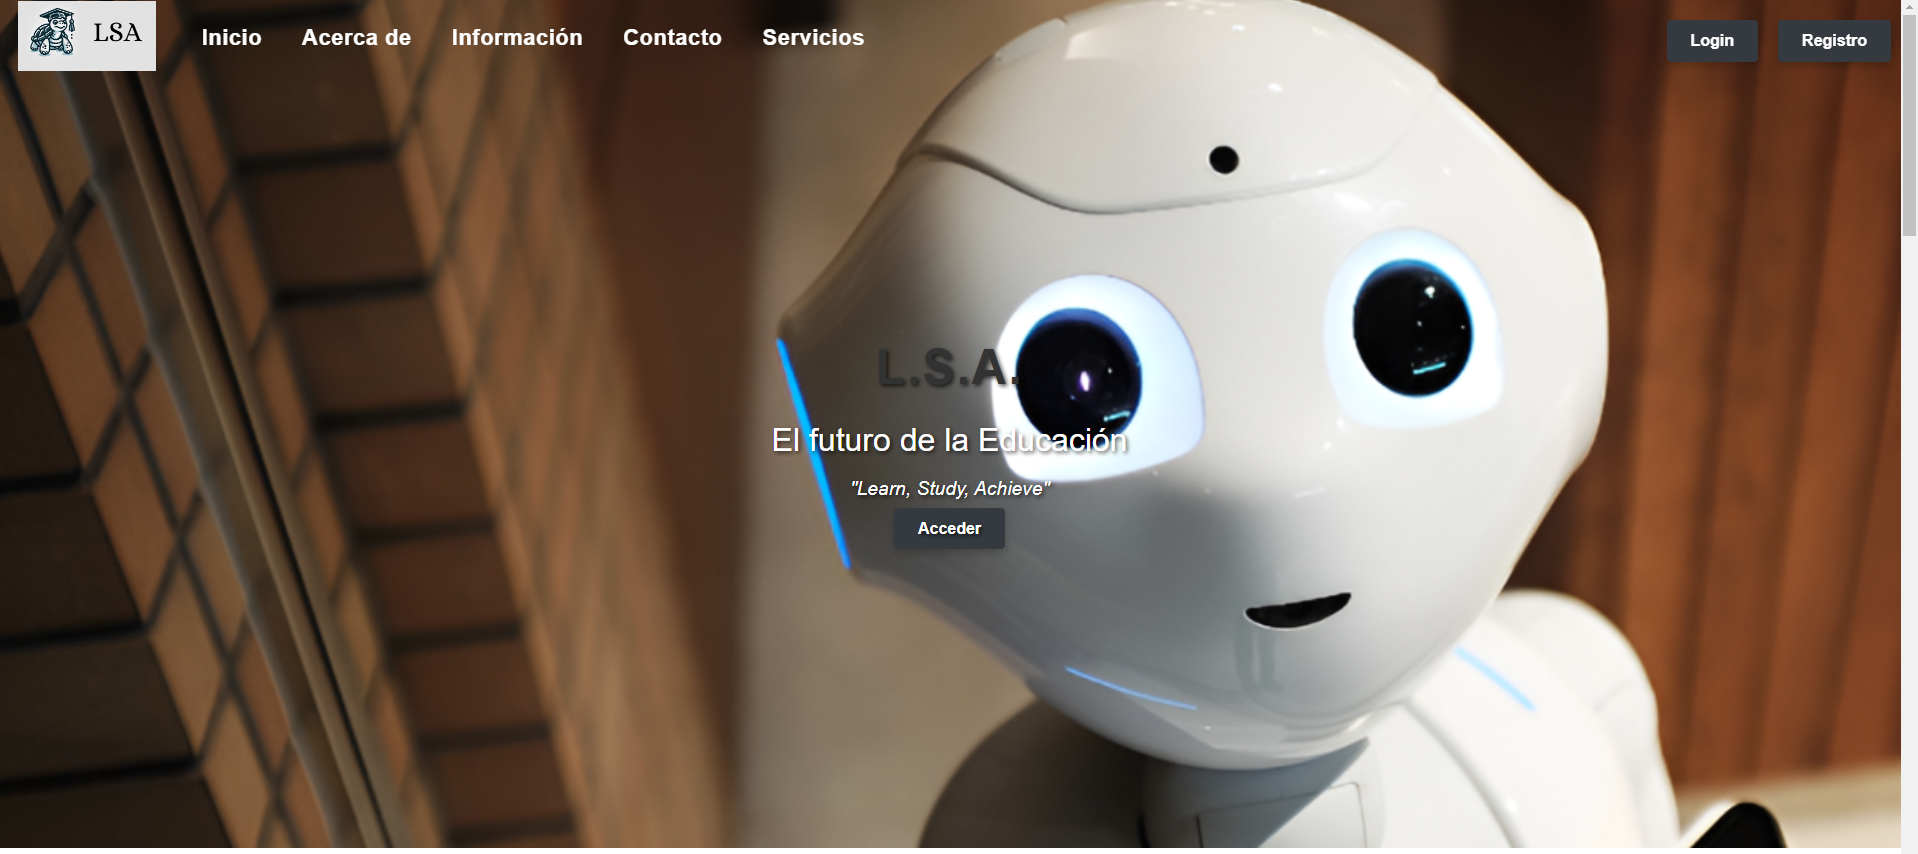 LSA
Inicio Acerca de Información Contacto Servicios
Login Registro
L.S.A.
El futuro de la Educación
"Learn, Study, Achieve"
Acceder